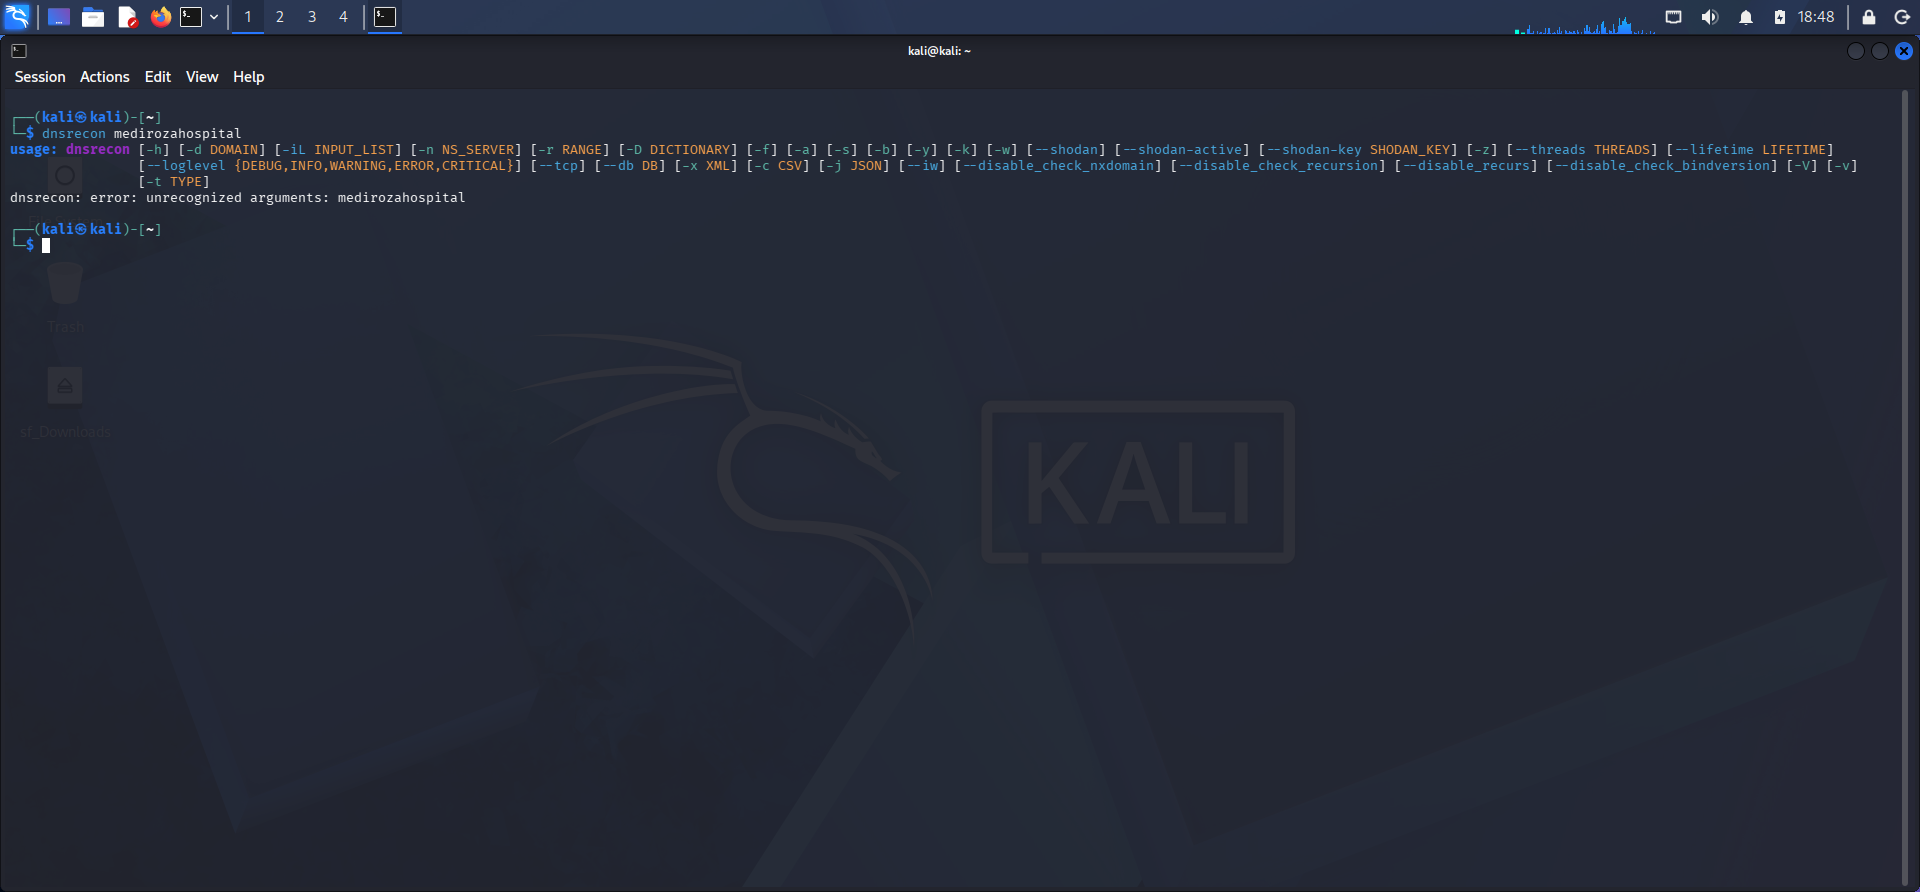 1 2 3 4 18:48
kali@kali: ~
Session Actions Edit View Help
┌──(kali㉿kali)-[~]
└─$ dnsrecon medirozahospital
usage: dnsrecon [-h] [-d DOMAIN] [-iL INPUT_LIST] [-n NS_SERVER] [-r RANGE] [-D DICTIONARY] [-f] [-a] [-s] [-b] [-y] [-k] [-w] [--shodan] [--shodan-active] [--shodan-key SHODAN_KEY] [-z] [--threads THREADS] [--lifetime LIFETIME]
[--loglevel {DEBUG,INFO,WARNING,ERROR,CRITICAL}] [--tcp] [--db DB] [-x XML] [-c CSV] [-j JSON] [--iw] [--disable_check_nxdomain] [--disable_check_recursion] [--disable_recurs] [--disable_check_bindversion] [-V] [-v]
[-t TYPE]
dnsrecon: error: unrecognized arguments: medirozahospital
┌──(kali㉿kali)-[~]
└─$
Trash
sf_Downloads
KALI